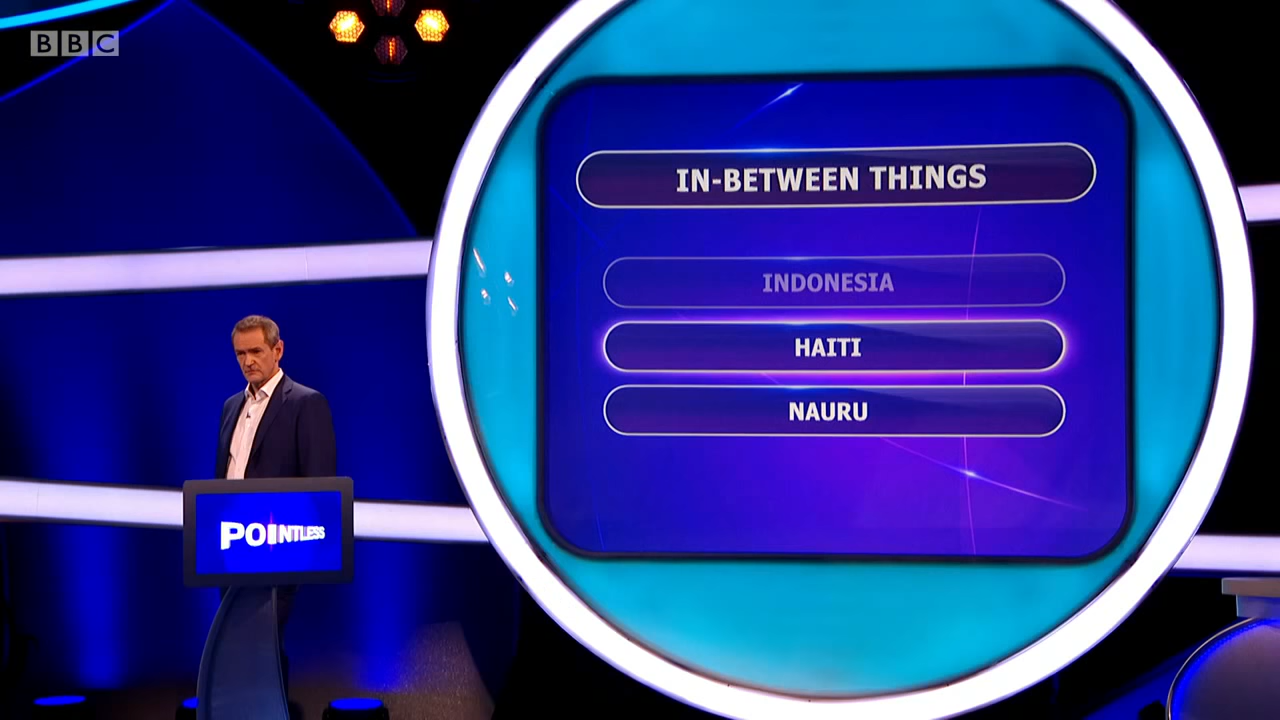 BBC
IN-BETWEEN THINGS
INDONESIA
HAITI
NAURU
POINTLESS